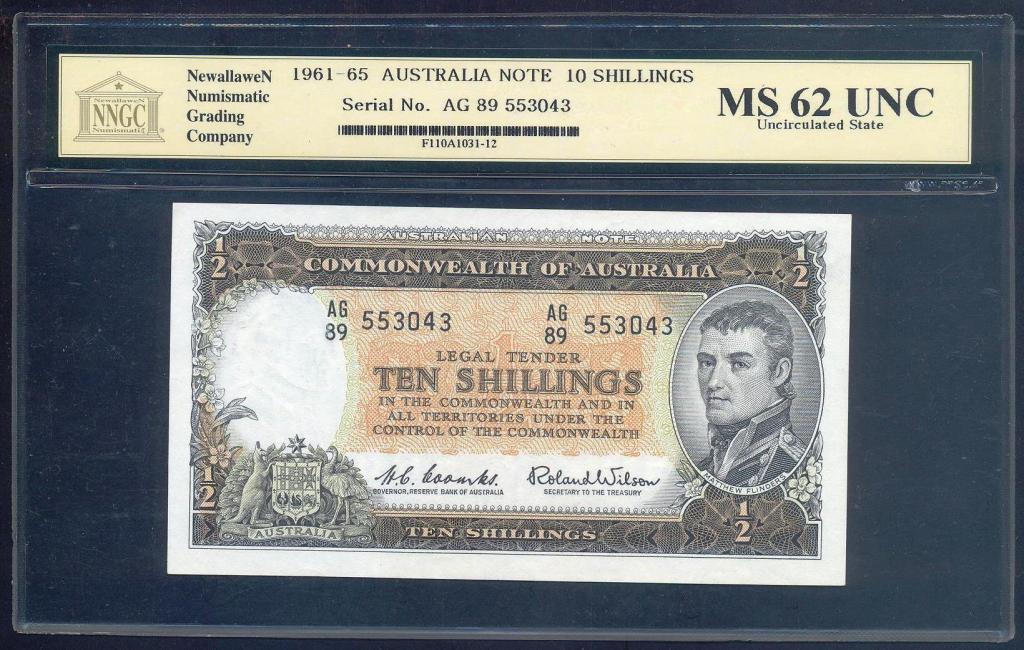 NewallaweN
NNGC
Numismatic
NewallaweN
Numismatic
Grading
Company
1961-65 AUSTRALIA NOTE 10 SHILLINGS
Serial No. AG 89 553043
F110A1031-12
MS 62 UNC
Uncirculated State
AUSTRALIAN NOTE
1/2
COMMONWEALTH OF AUSTRALIA
1/2
AG
89 553043
AG
89 553043
LEGAL TENDER
TEN SHILLINGS
IN THE COMMONWEALTH AND IN
ALL TERRITORIES UNDER THE
CONTROL OF THE COMMONWEALTH
H.C. Coombs.
GOVERNOR, RESERVE BANK OF AUSTRALIA
Roland Wilson
SECRETARY TO THE TREASURY
MATTHEW FLINDERS
1/2
AUSTRALIA
TEN SHILLINGS
1/2